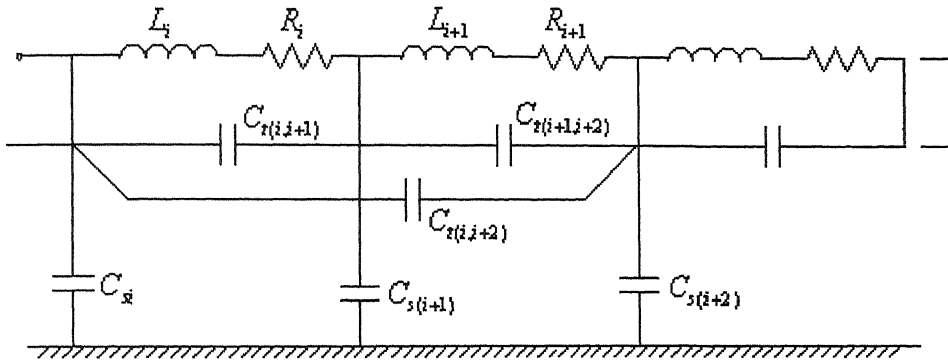 L_i
R_i
L_{i+1}
R_{i+1}
C_{t(i,i+1)}
C_{t(i+1,i+2)}
C_{t(i,i+2)}
C_{si}
C_{s(i+1)}
C_{s(i+2)}